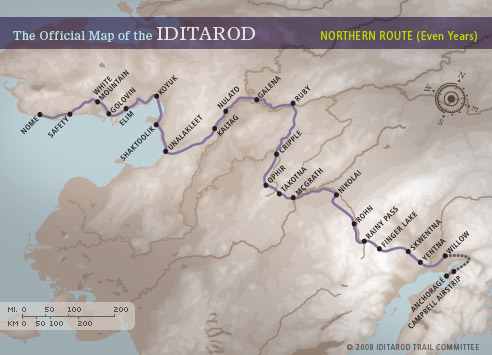 The Official Map of the IDITAROD
NORTHERN ROUTE (Even Years)
NOME
SAFETY
WHITE
MOUNTAIN
GOLOVIN
ELIM
KOYUK
SHAKTOOLIK
UNALAKLEET
KALTAG
NULATO
GALENA
RUBY
CRIPPLE
OPHIR
TAKOTNA
MCGRATH
NIKOLAI
ROHN
RAINY PASS
FINGER LAKE
SKWENTNA
YENTNA
WILLOW
ANCHORAGE
CAMPBELL AIRSTRIP
N
W
E
S
MI. 0 50 100 200
KM 0 50 100 200
© 2008 IDITAROD TRAIL COMMITTEE